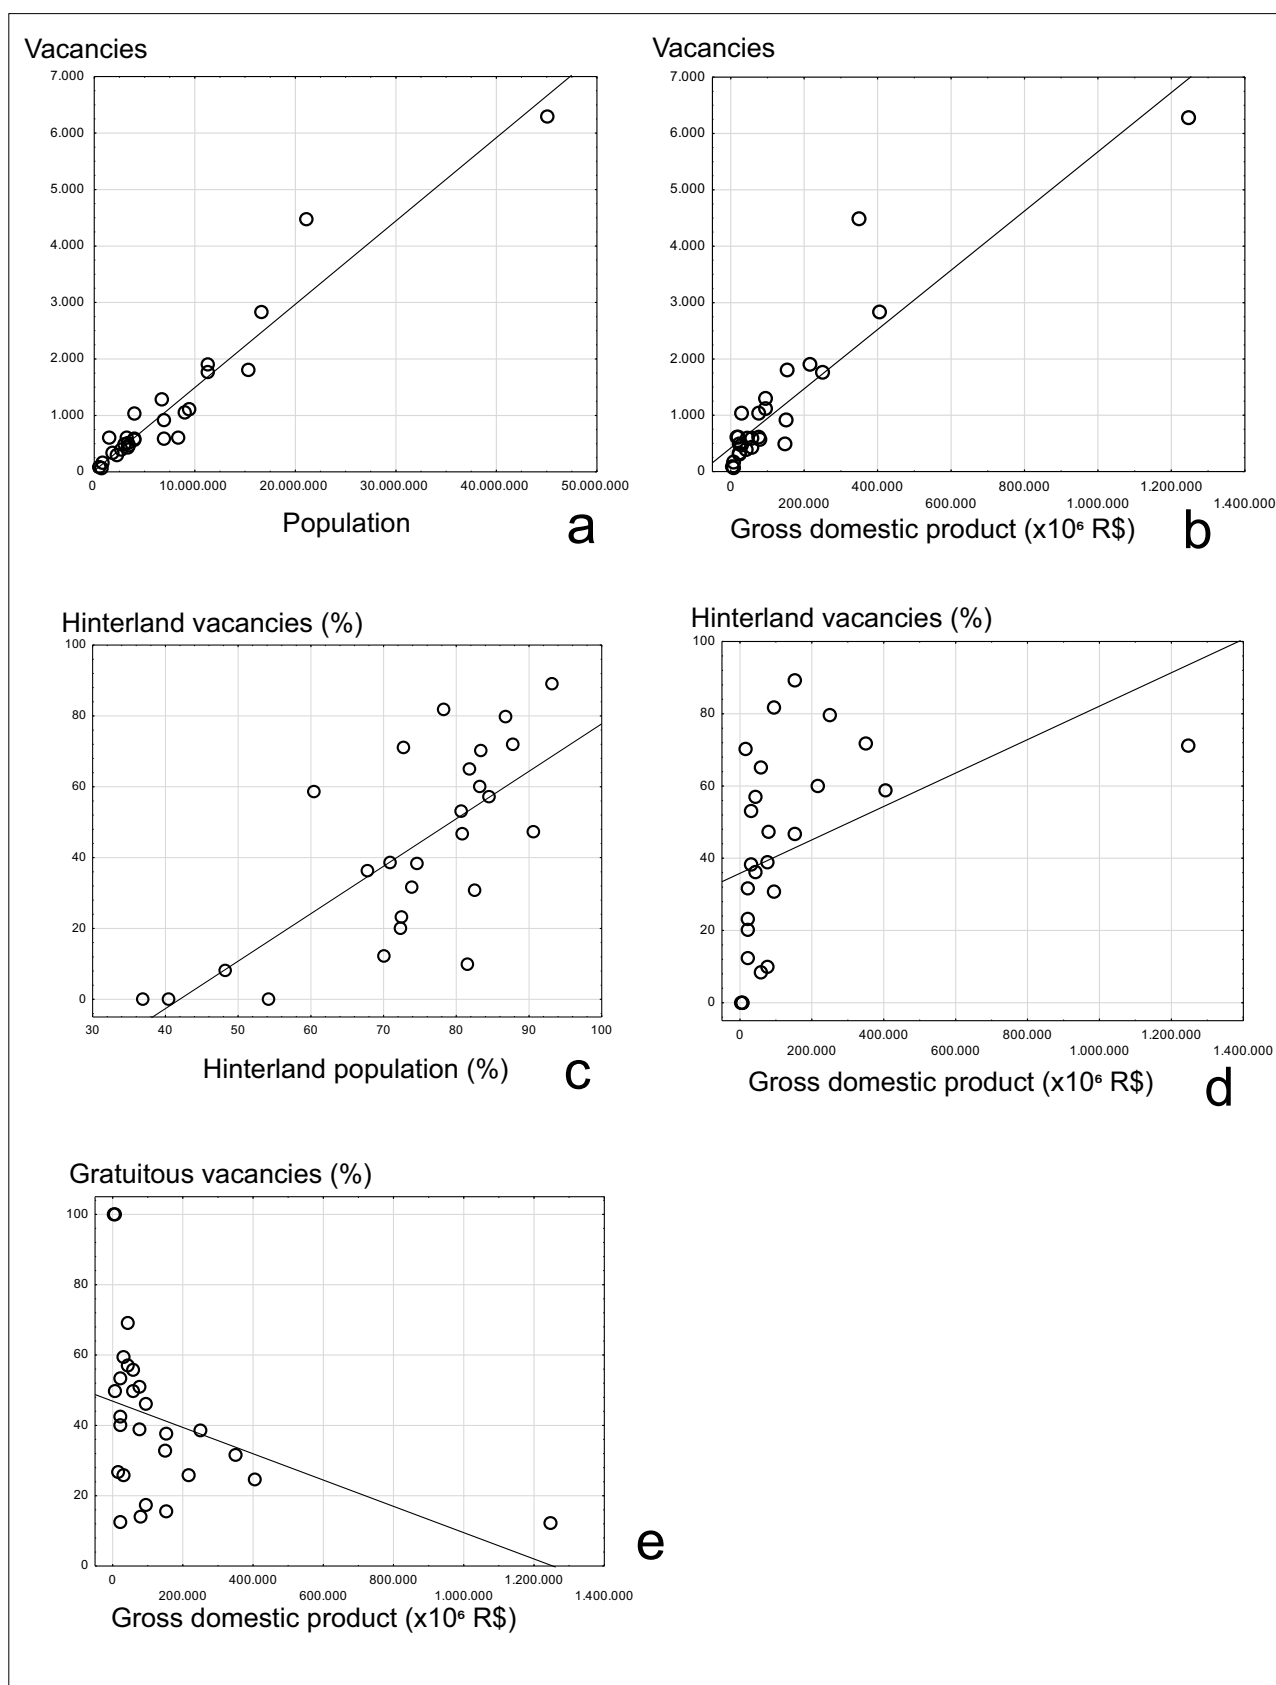 Vacancies
7.000
6.000
5.000
4.000
3.000
2.000
1.000
0
0 10.000.000 20.000.000 30.000.000 40.000.000 50.000.000
Population
a
Vacancies
7.000
6.000
5.000
4.000
3.000
2.000
1.000
0
0 400.000 800.000 1.200.000
200.000 600.000 1.000.000 1.400.000
Gross domestic product (x10⁶ R$)
b
Hinterland vacancies (%)
100
80
60
40
20
0
30 40 50 60 70 80 90 100
Hinterland population (%)
c
Hinterland vacancies (%)
100
80
60
40
20
0
0 400.000 800.000 1.200.000
200.000 600.000 1.000.000 1.400.000
Gross domestic product (x10⁶ R$)
d
Gratuitous vacancies (%)
100
80
60
40
20
0
0 400.000 800.000 1.200.000
200.000 600.000 1.000.000 1.400.000
Gross domestic product (x10⁶ R$)
e